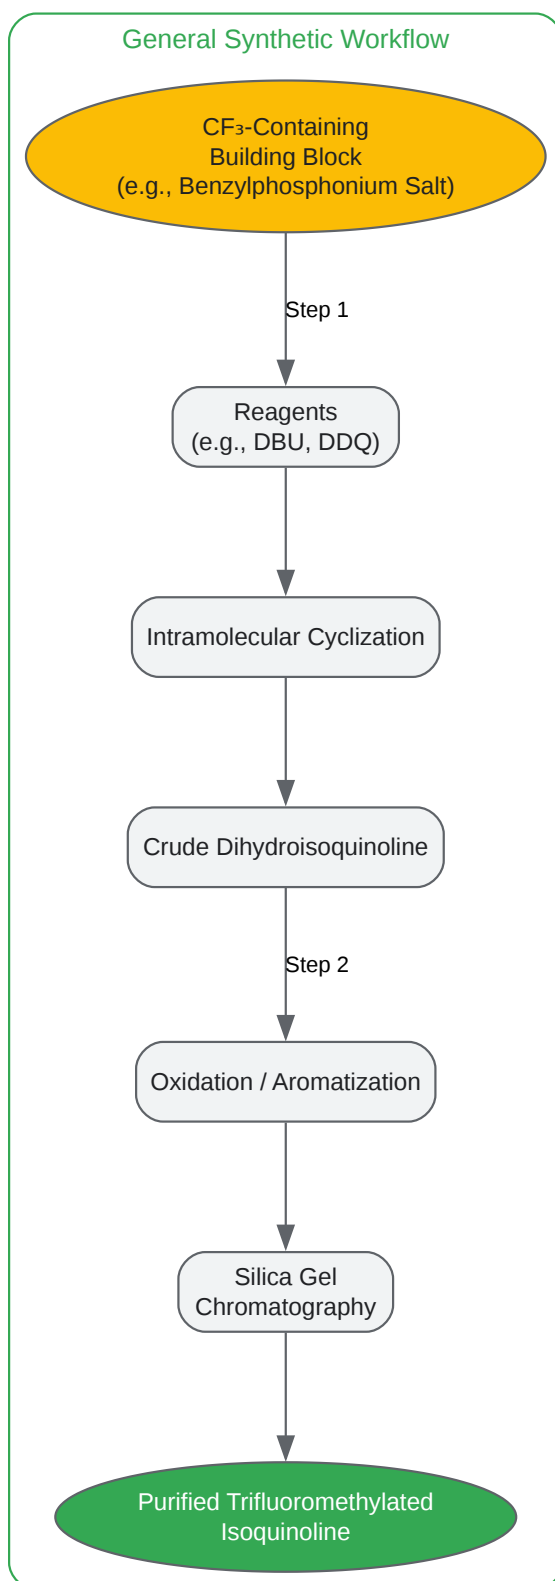 General Synthetic Workflow
CF₃-Containing
Building Block
(e.g., Benzylphosphonium Salt)
Step 1
Reagents
(e.g., DBU, DDQ)
Intramolecular Cyclization
Crude Dihydroisoquinoline
Step 2
Oxidation / Aromatization
Silica Gel
Chromatography
Purified Trifluoromethylated
Isoquinoline